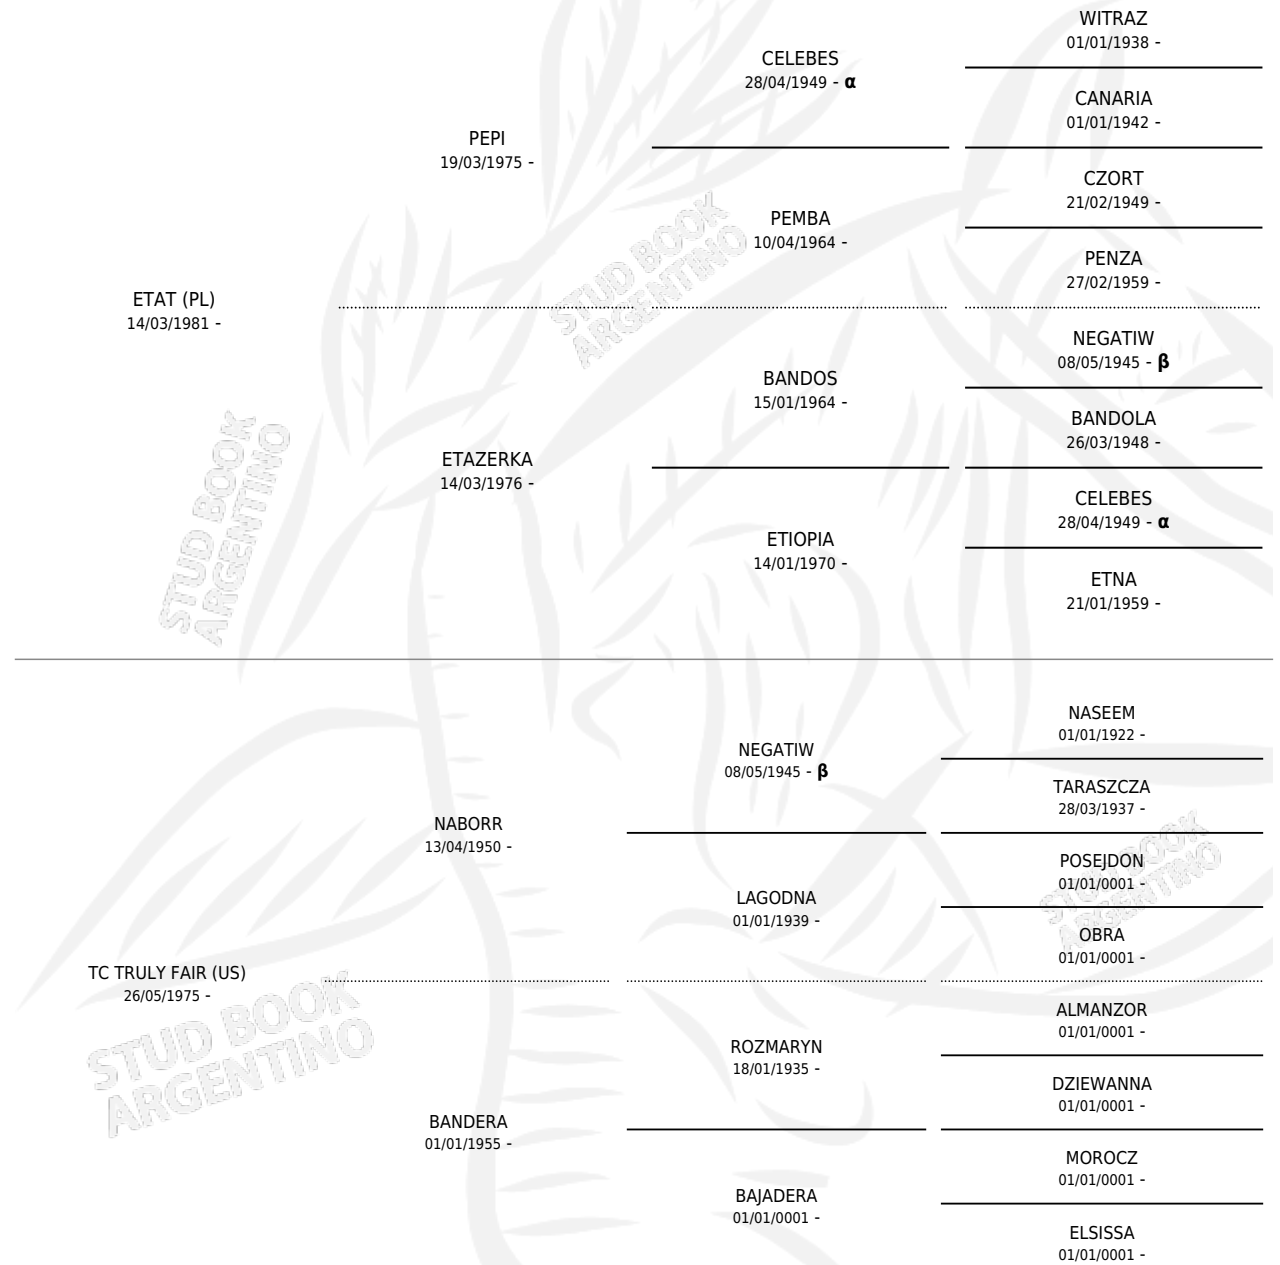 WITRAZ
01/01/1938 -
CELEBES
28/04/1949 - α
CANARIA
01/01/1942 -
PEPI
19/03/1975 -
CZORT
21/02/1949 -
PEMBA
10/04/1964 -
PENZA
27/02/1959 -
STUD BOOK
ARGENTINO
ETAT (PL)
14/03/1981 -
NEGATIW
08/05/1945 - β
BANDOS
15/01/1964 -
BANDOLA
26/03/1948 -
ETAZERKA
14/03/1976 -
CELEBES
28/04/1949 - α
ETIOPIA
14/01/1970 -
ETNA
21/01/1959 -
STUD BOOK
ARGENTINO
NASEEM
01/01/1922 -
NEGATIW
08/05/1945 - β
TARASZCZA
28/03/1937 -
NABORR
13/04/1950 -
POSEJDON
01/01/0001 -
LAGODNA
01/01/1939 -
OBRA
01/01/0001 -
STUD BOOK
ARGENTINO
TC TRULY FAIR (US)
26/05/1975 -
ALMANZOR
01/01/0001 -
ROZMARYN
18/01/1935 -
DZIEWANNA
01/01/0001 -
STUD BOOK
ARGENTINO
BANDERA
01/01/1955 -
MOROCZ
01/01/0001 -
BAJADERA
01/01/0001 -
ELSISSA
01/01/0001 -